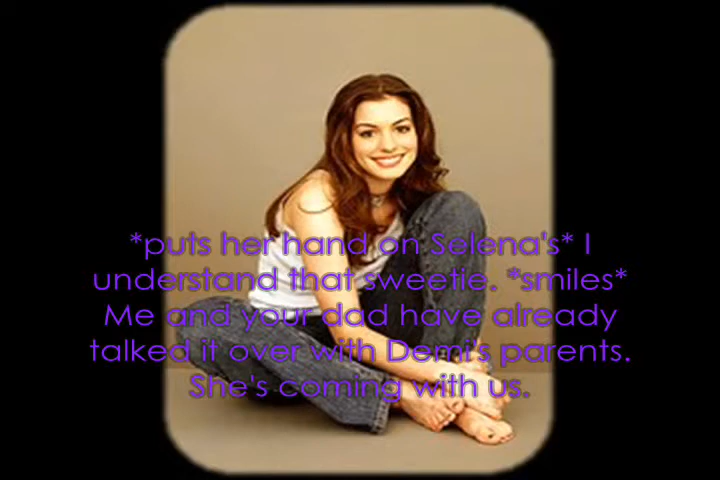 *puts her hand on Selena's* I
understand that sweetie. *smiles*
Me and your dad have already
talked it over with Demi's parents.
She's coming with us.